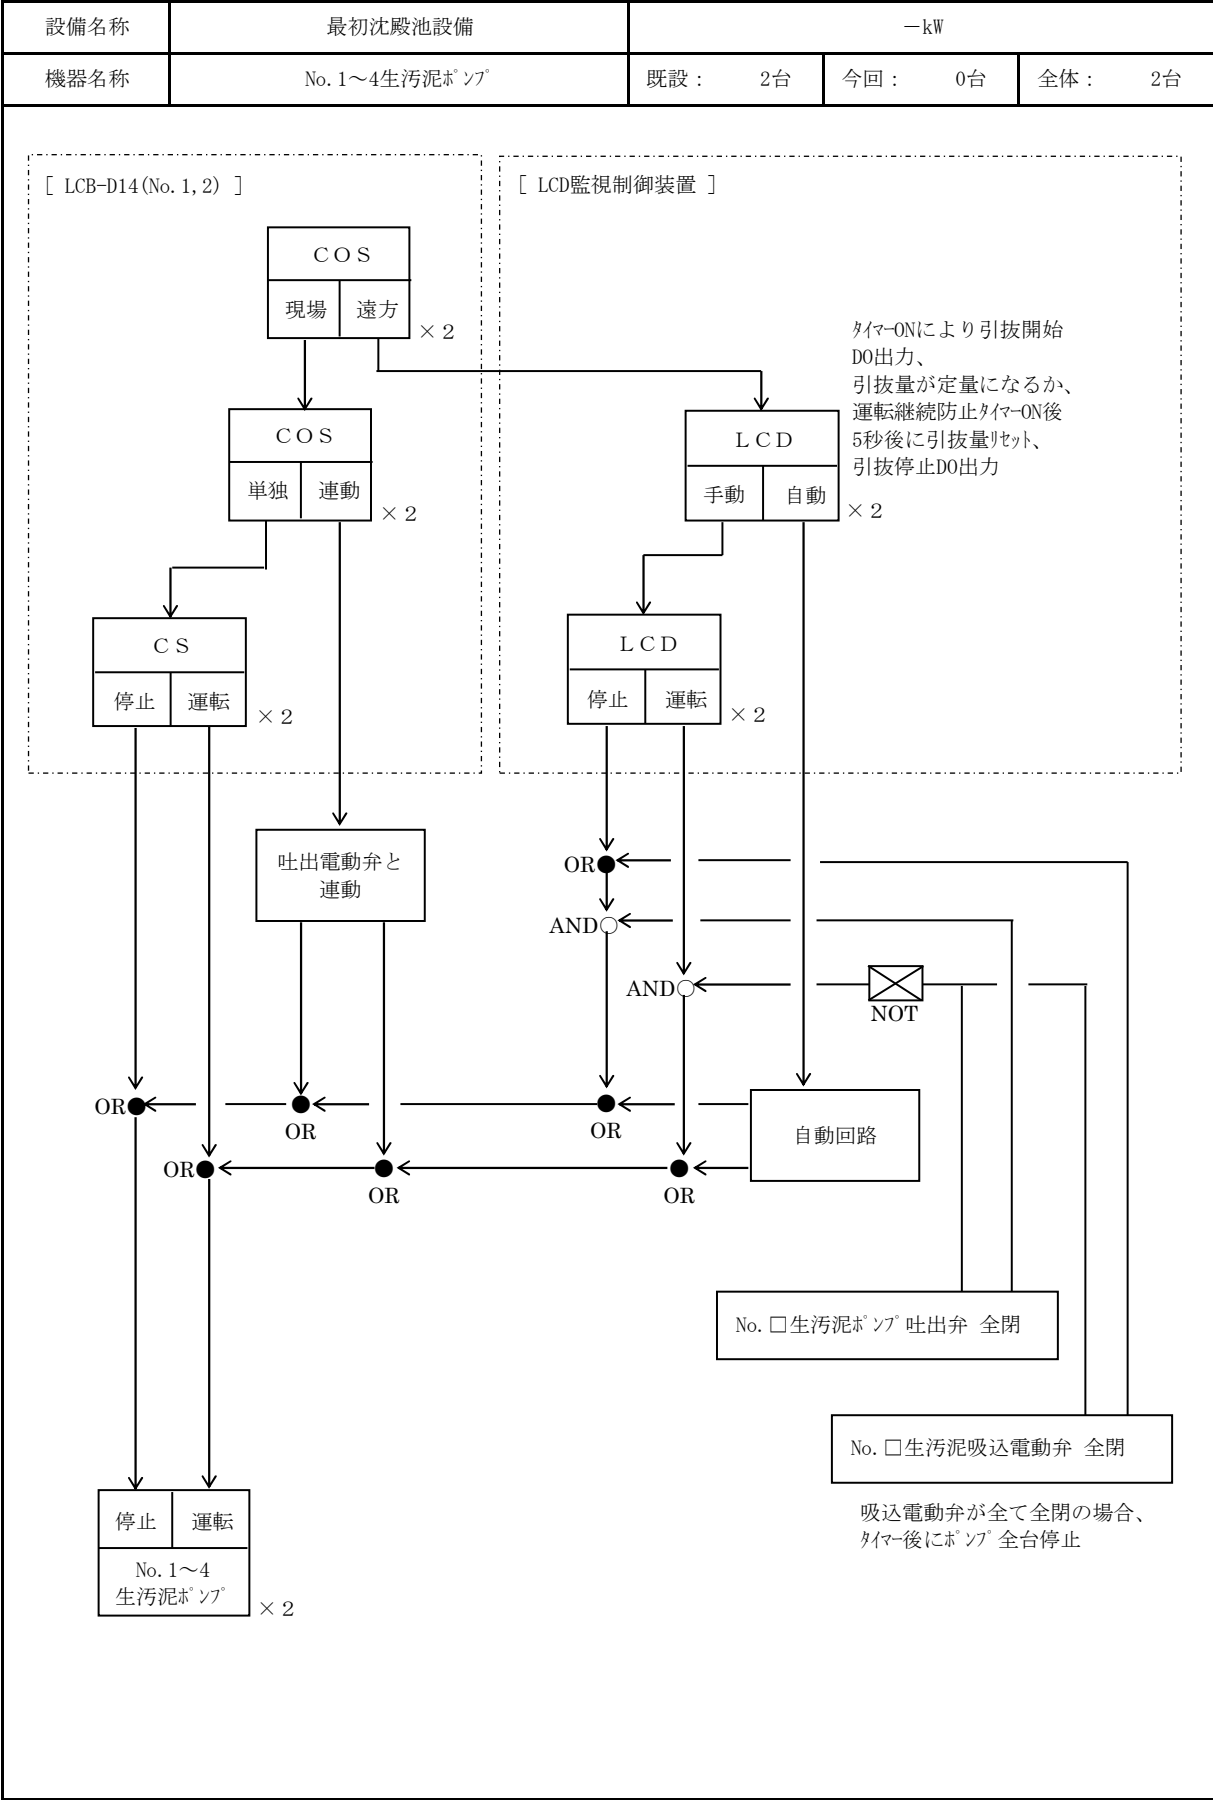 設備名称 最初沈殿池設備 －kW
機器名称 No.1～4生汚泥ﾎﾟﾝﾌﾟ 既設： 2台 今回： 0台 全体： 2台
[ LCB-D14(No.1,2) ]
[ LCD監視制御装置 ]
ＣＯＳ
現場 遠方
×２
ﾀｲﾏｰONにより引抜開始
DO出力、
引抜量が定量になるか、
運転継続防止ﾀｲﾏｰON後
5秒後に引抜量ﾘｾｯﾄ、
引抜停止DO出力
ＣＯＳ
単独 連動
×２
ＬＣＤ
手動 自動
×２
ＣＳ
停止 運転
×２
ＬＣＤ
停止 運転
×２
吐出電動弁と
連動
OR
AND
AND
NOT
OR
OR
OR
自動回路
OR
OR
OR
No.□生汚泥ﾎﾟﾝﾌﾟ吐出弁 全閉
No.□生汚泥吸込電動弁 全閉
吸込電動弁が全て全閉の場合、
ﾀｲﾏｰ後にﾎﾟﾝﾌﾟ全台停止
停止 運転
No.1～4
生汚泥ﾎﾟﾝﾌﾟ
×２